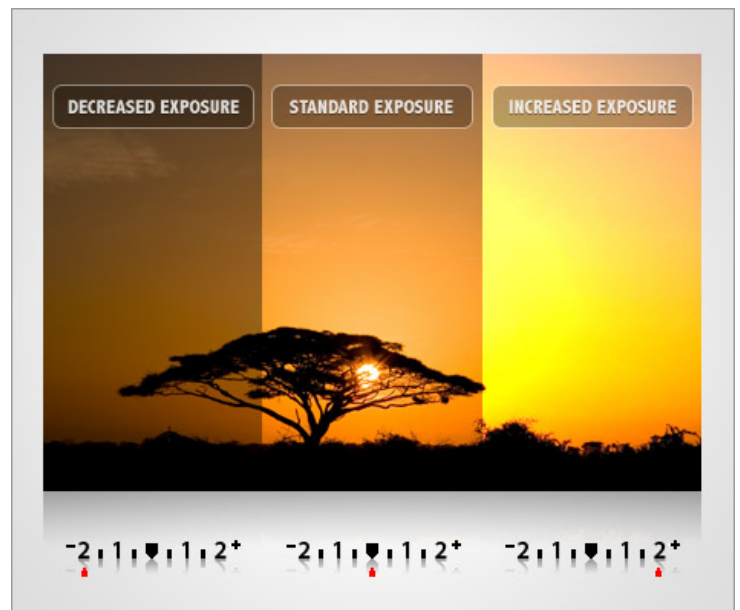 DECREASED EXPOSURE
STANDARD EXPOSURE
INCREASED EXPOSURE
-2 1 1 2+
-2 1 1 2+
-2 1 1 2+